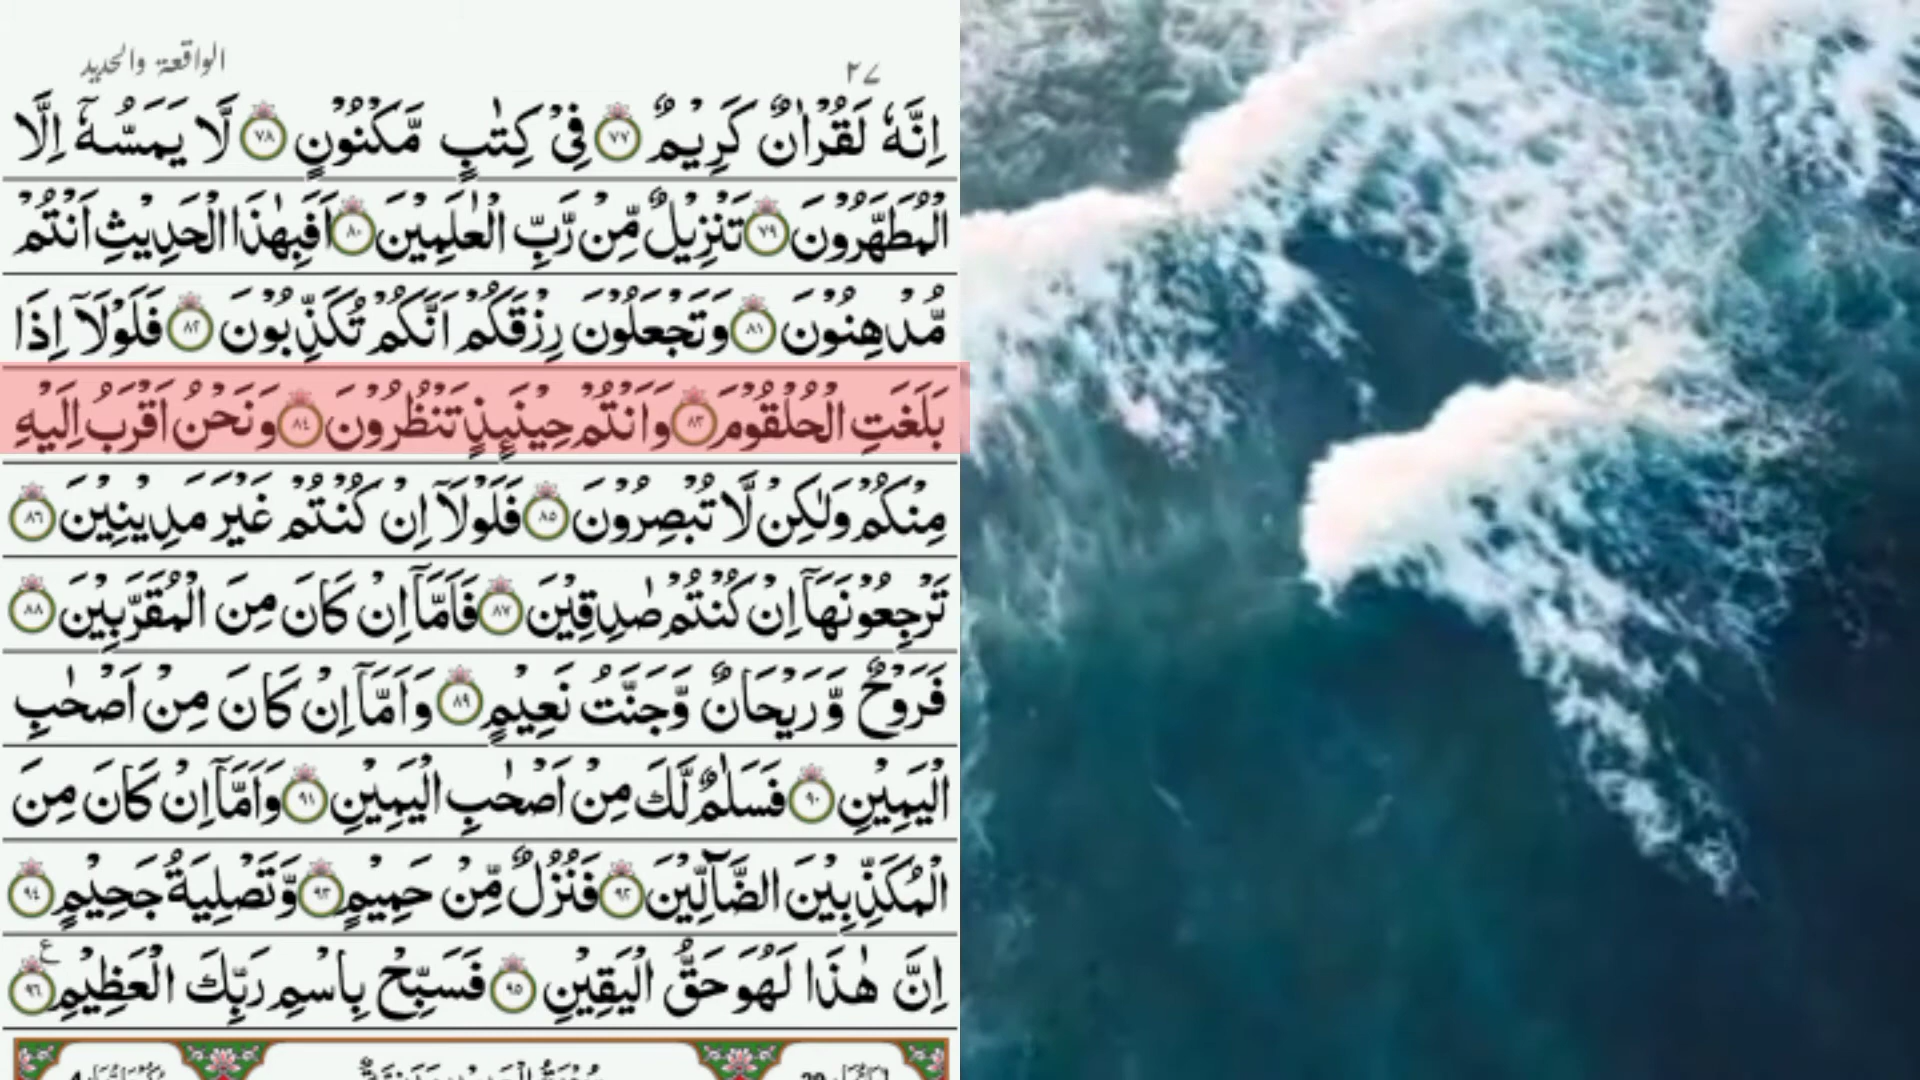 ٢٧ الواقعة والحديد
اِنَّهٗ لَقُرْاٰنٌ كَرِيْمٌ ٧٧ فِيْ كِتٰبٍ مَّكْنُوْنٍ ٧٨ لَّا يَمَسُّهٗٓ اِلَّا
الْمُطَهَّرُوْنَ ٧٩ تَنْزِيْلٌ مِّنْ رَّبِّ الْعٰلَمِيْنَ ٨٠ اَفَبِهٰذَا الْحَدِيْثِ اَنْتُمْ
مُّدْهِنُوْنَ ٨١ وَتَجْعَلُوْنَ رِزْقَكُمْ اَنَّكُمْ تُكَذِّبُوْنَ ٨٢ فَلَوْلَآ اِذَا
بَلَغَتِ الْحُلْقُوْمَ ٨٣ وَاَنْتُمْ حِيْنَئِذٍ تَنْظُرُوْنَ ٨٤ وَنَحْنُ اَقْرَبُ اِلَيْهِ
مِنْكُمْ وَلٰكِنْ لَّا تُبْصِرُوْنَ ٨٥ فَلَوْلَآ اِنْ كُنْتُمْ غَيْرَ مَدِيْنِيْنَ ٨٦
تَرْجِعُوْنَهَآ اِنْ كُنْتُمْ صٰدِقِيْنَ ٨٧ فَاَمَّآ اِنْ كَانَ مِنَ الْمُقَرَّبِيْنَ ٨٨
فَرَوْحٌ وَّرَيْحَانٌ وَّجَنَّتُ نَعِيْمٍ ٨٩ وَاَمَّآ اِنْ كَانَ مِنْ اَصْحٰبِ
الْيَمِيْنِ ٩٠ فَسَلٰمٌ لَّكَ مِنْ اَصْحٰبِ الْيَمِيْنِ ٩١ وَاَمَّآ اِنْ كَانَ مِنَ
الْمُكَذِّبِيْنَ الضَّآلِّيْنَ ٩٢ فَنُزُلٌ مِّنْ حَمِيْمٍ ٩٣ وَّتَصْلِيَةُ جَحِيْمٍ ٩٤
اِنَّ هٰذَا لَهُوَ حَقُّ الْيَقِيْنِ ٩٥ فَسَبِّحْ بِاسْمِ رَبِّكَ الْعَظِيْمِ ٩٦ ع